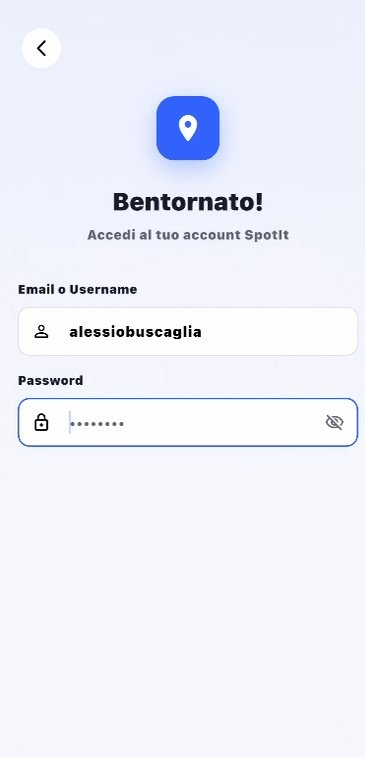 Bentornato!
Accedi al tuo account SpotIt
Email o Username
alessiobuscaglia
Password
••••••••